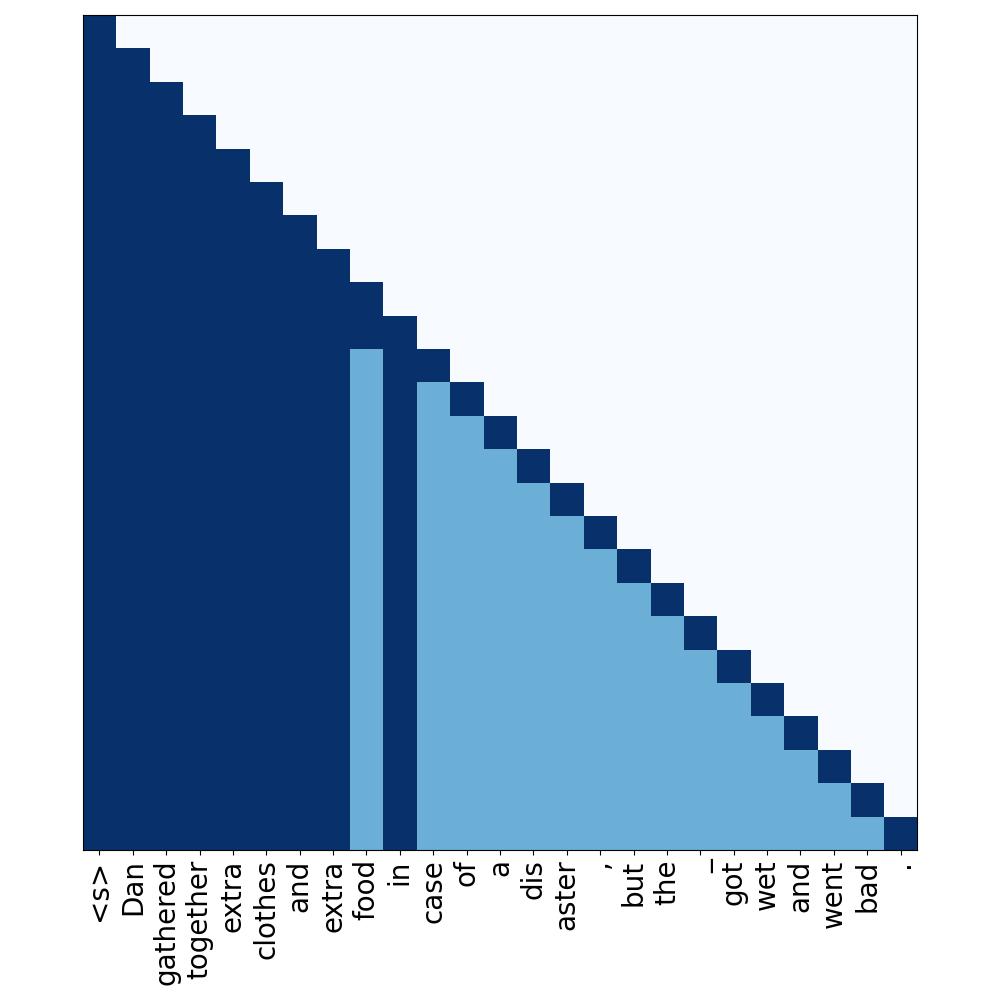 <s>
Dan
gathered
together
extra
clothes
and
extra
food
in
case
of
a
dis
aster
,
but
the
_
got
wet
and
went
bad
.